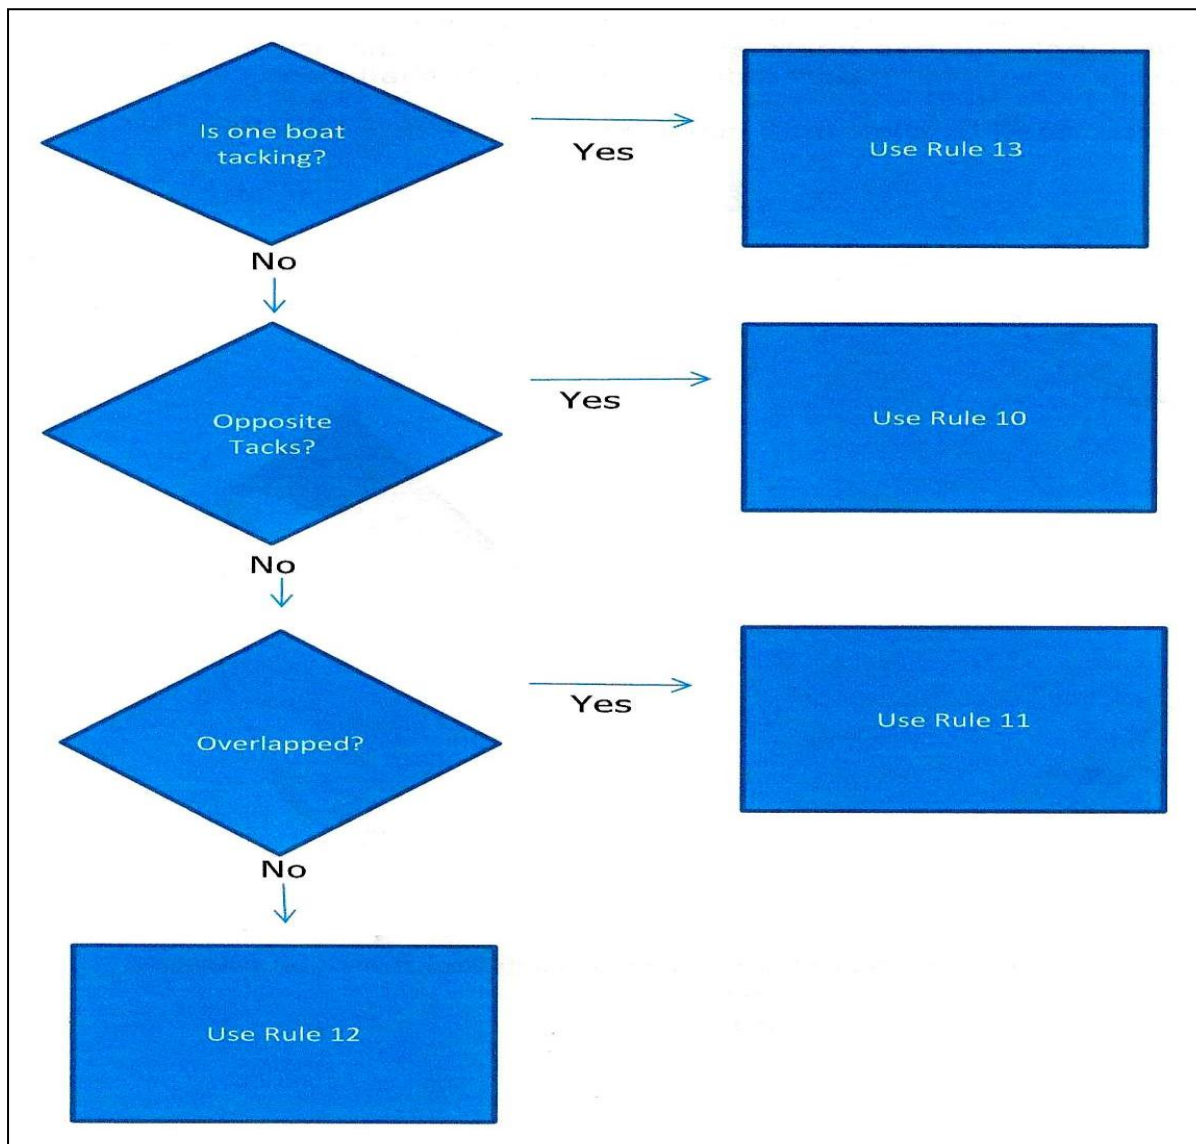 Is one boat
tacking?
Yes
Use Rule 13
No
Opposite
Tacks?
Yes
Use Rule 10
No
Overlapped?
Yes
Use Rule 11
No
Use Rule 12